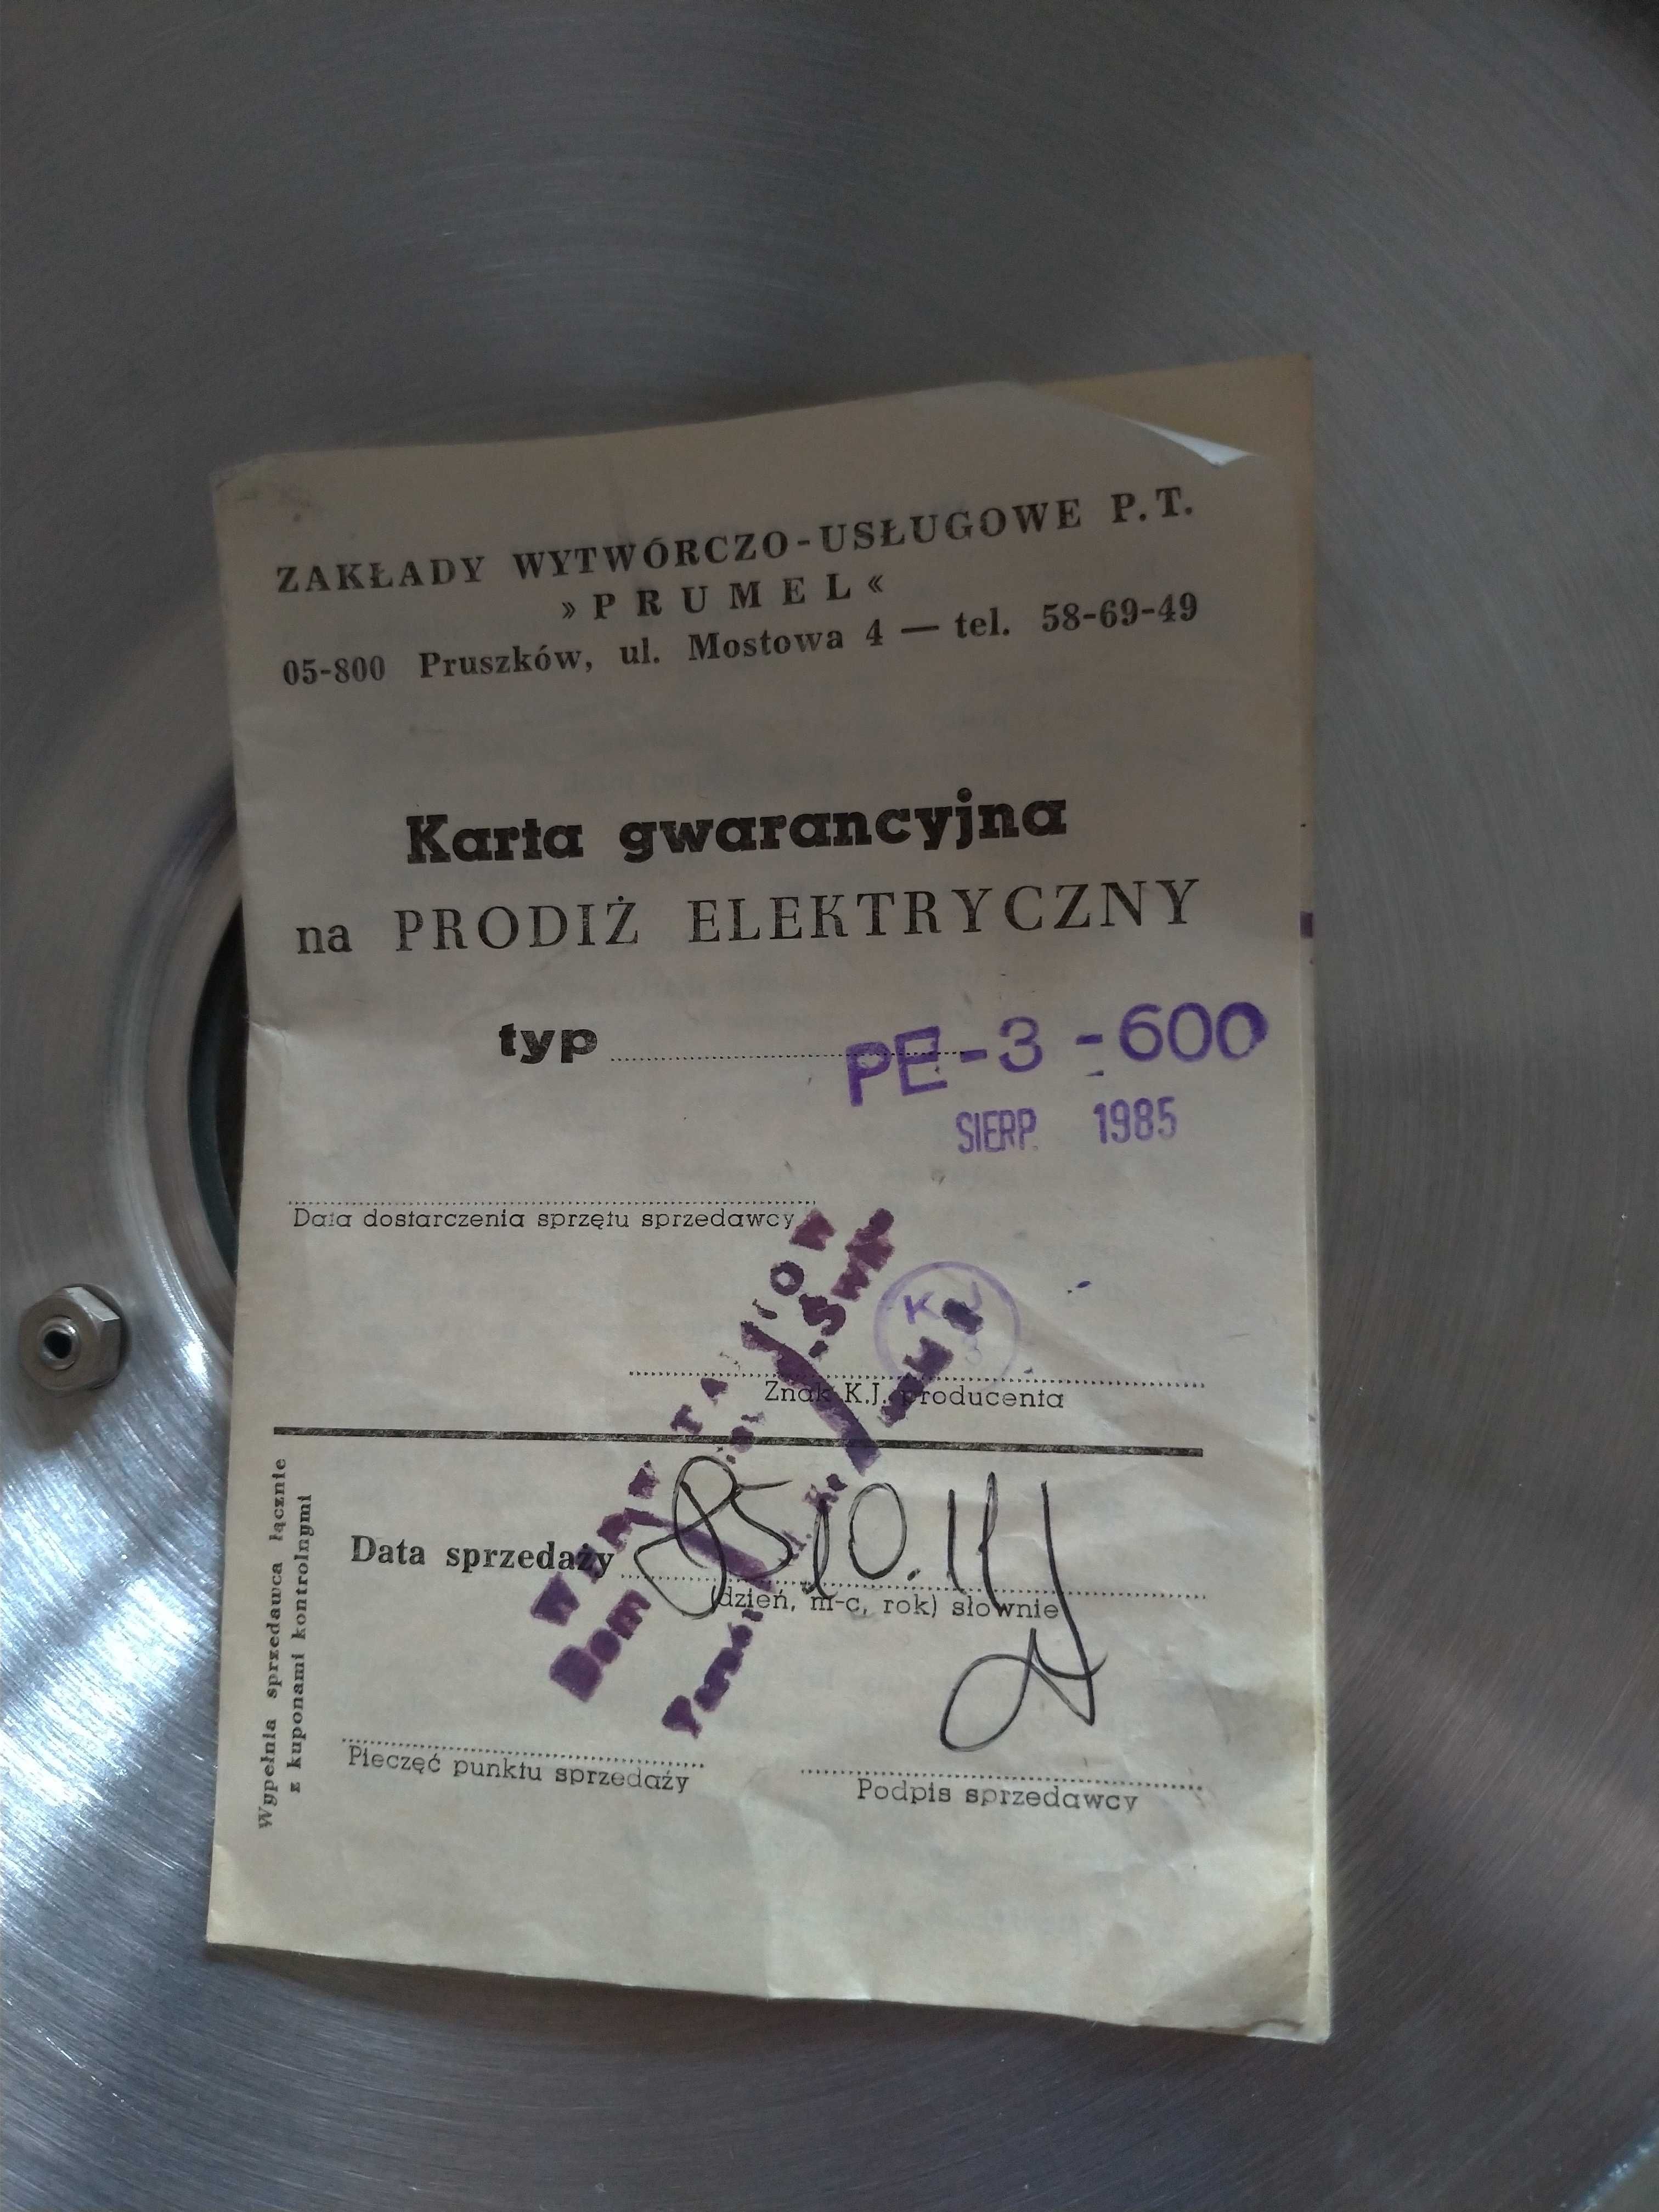 ZAKŁADY WYTWÓRCZO-USŁUGOWE P.T.
»PRUMEL«
05-800 Pruszków, ul. Mostowa 4 — tel. 58-69-49
Karta gwarancyjna
na PRODIŻ ELEKTRYCZNY
typ PE-3-600
SIERP. 1985
Data dostarczenia sprzętu sprzedawcy
K J
3
Znak K.J. producenta
Wypełnia sprzedawca łącznie
z kuponami kontrolnymi
Data sprzedaży 85.10.14
(dzień, m-c, rok) słownie
Dom
Pieczęć punktu sprzedaży
Podpis sprzedawcy